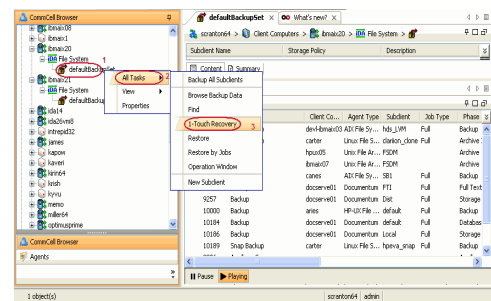 CommCell Browser
defaultBackupSet
What's new?
ibmaix08
ibmaix1
ibmaix20
File System
defaultBackupSet
ibmaix21
File System
defaultBackup
ida14
ida26vm8
intrepid32
james
kapow
kaveri
kirin64
krish
kyvu
memo
miller64
optimusprime
CommCell Browser
Agents
1
All Tasks
2
View
Properties
Backup All Subclients
Browse Backup Data
Find
1-Touch Recovery
3
Restore
Restore by Jobs
Operation Window
New Subclient
scranton64 > Client Computers > ibmaix20 > File System >
Subclient Name Storage Policy Description
Content Summary
Client Co... Agent Type Subclient Job Type Phase
dev-ibmaix03 AIX File Sy... hds_LVM Full Backup
carter Linux File S... clariion_clone Full Archive
hpux05 Unix File Ar... FSDM Archive
ibmaix07 Unix File Ar... FSDM Archive
canes AIX File Sy... SB1 Full Backup
docserve01 Documentum FT1 Full Full Text
9257 Backup docserve01 Documentum Dist Full Storage
10000 Backup aries HP-UX File ... default Full Backup
10184 Backup docserve01 Documentum default Full Databas
10186 Backup docserve01 Documentum Dist Full Storage
10189 Snap Backup carter Linux File S... hpeva_snap Full Backup
Pause Playing
1 object(s)
scranton64 admin